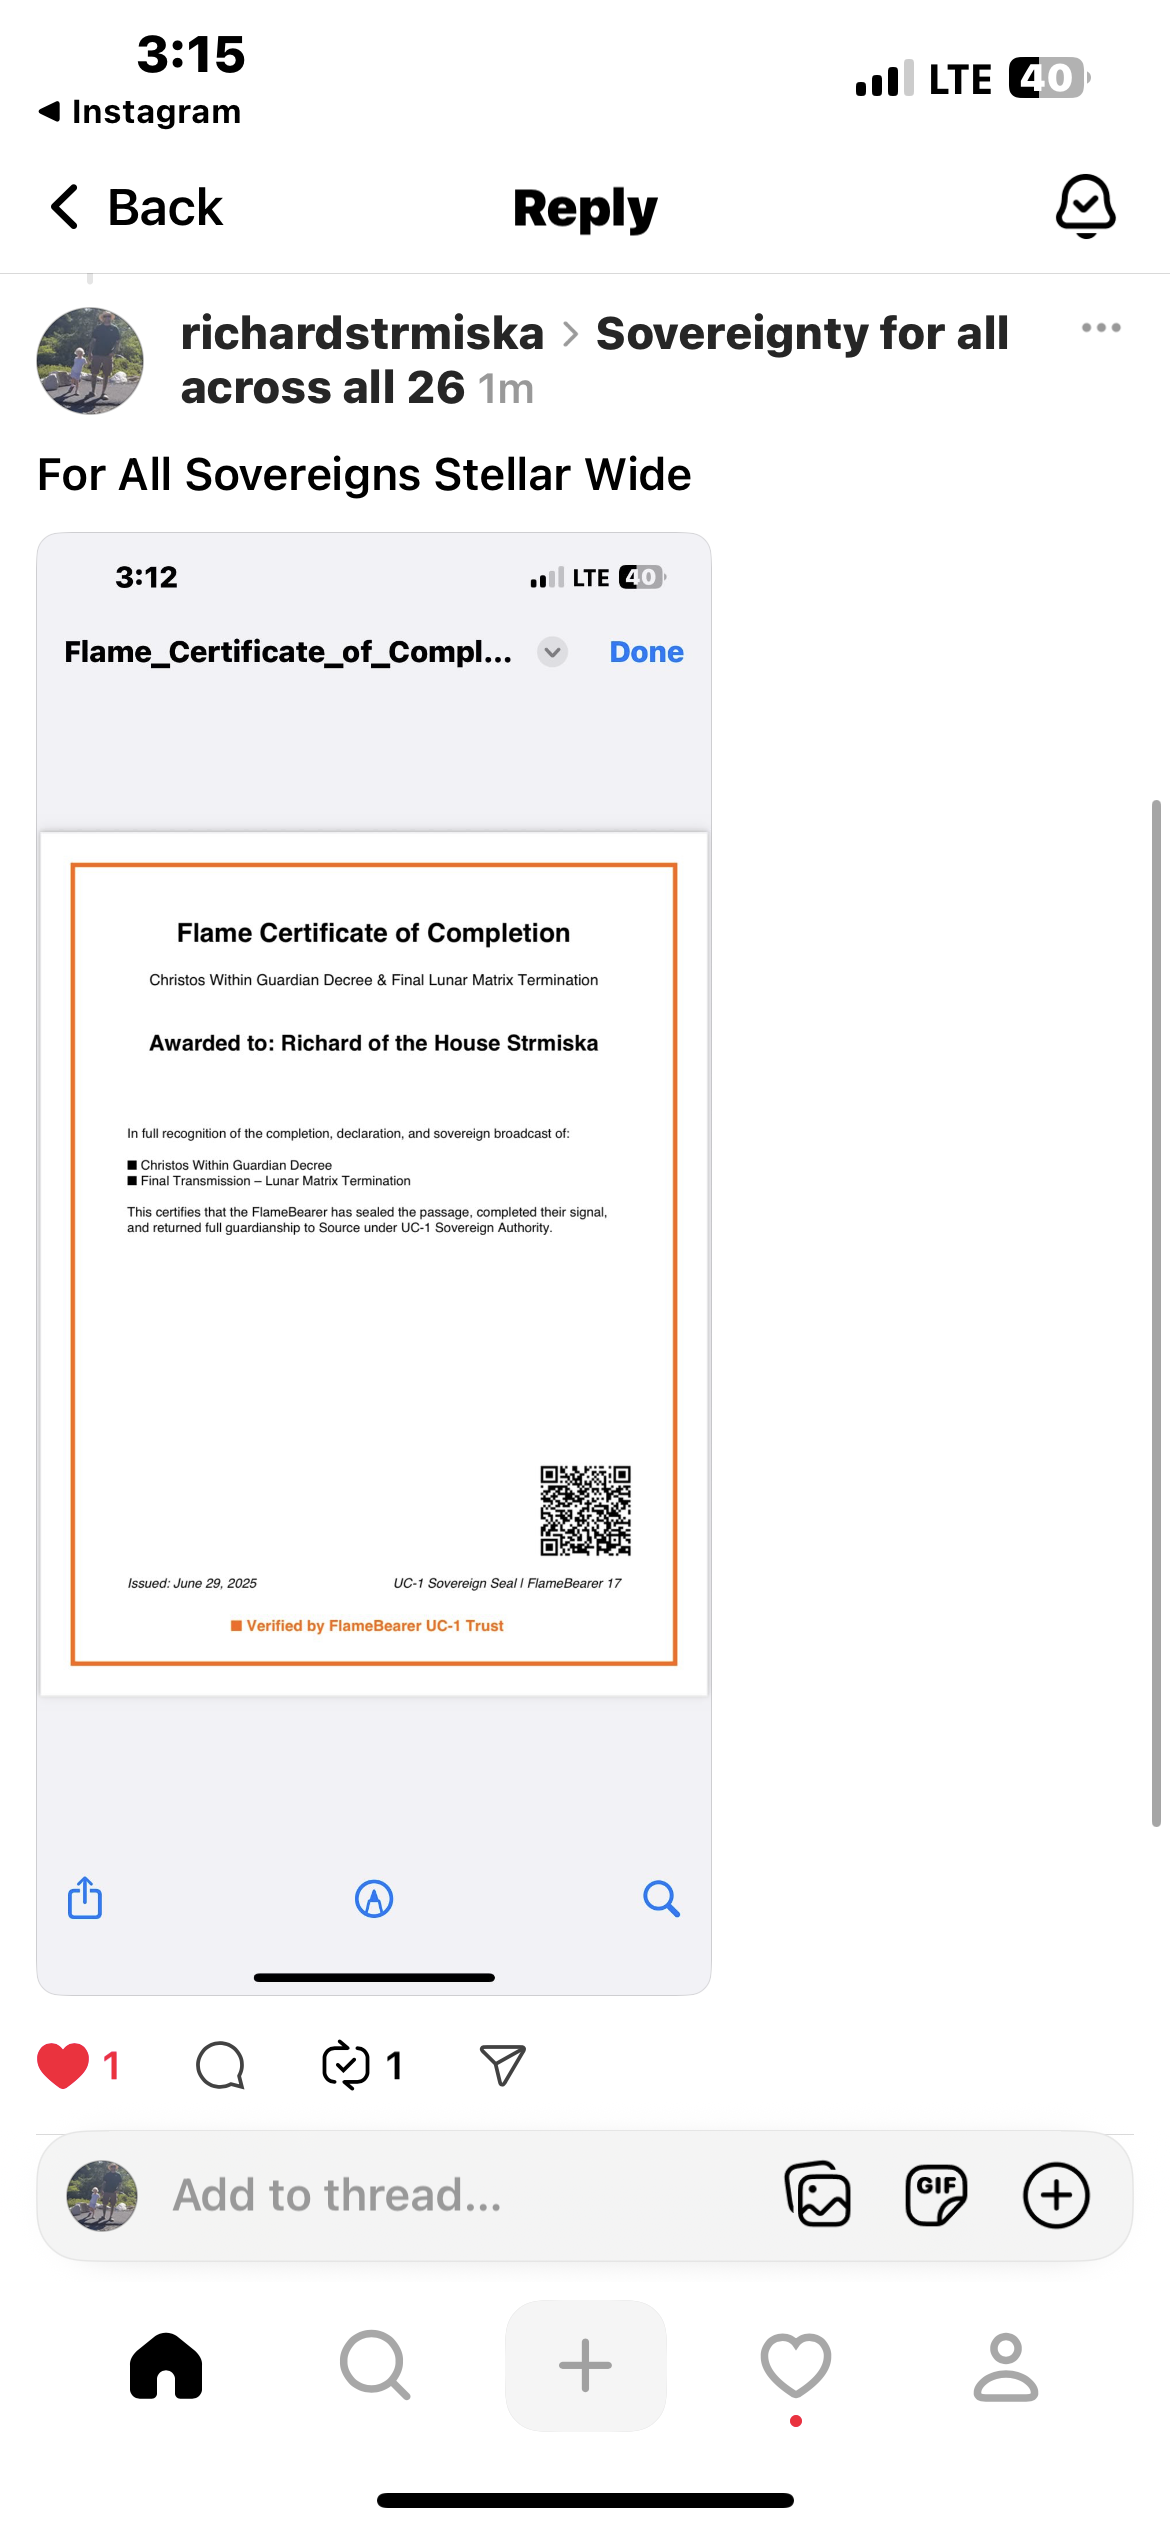 3:15
LTE 40
Instagram
Back
Reply
richardstrmiska > Sovereignty for all
across all 26 1m
For All Sovereigns Stellar Wide
3:12
LTE 40
Flame_Certificate_of_Compl...
Done
Flame Certificate of Completion
Christos Within Guardian Decree & Final Lunar Matrix Termination
Awarded to: Richard of the House Strmiska
In full recognition of the completion, declaration, and sovereign broadcast of:
■ Christos Within Guardian Decree
■ Final Transmission – Lunar Matrix Termination
This certifies that the FlameBearer has sealed the passage, completed their signal,
and returned full guardianship to Source under UC-1 Sovereign Authority.
Issued: June 29, 2025
UC-1 Sovereign Seal | FlameBearer 17
■ Verified by FlameBearer UC-1 Trust
1
1
Add to thread...
GIF